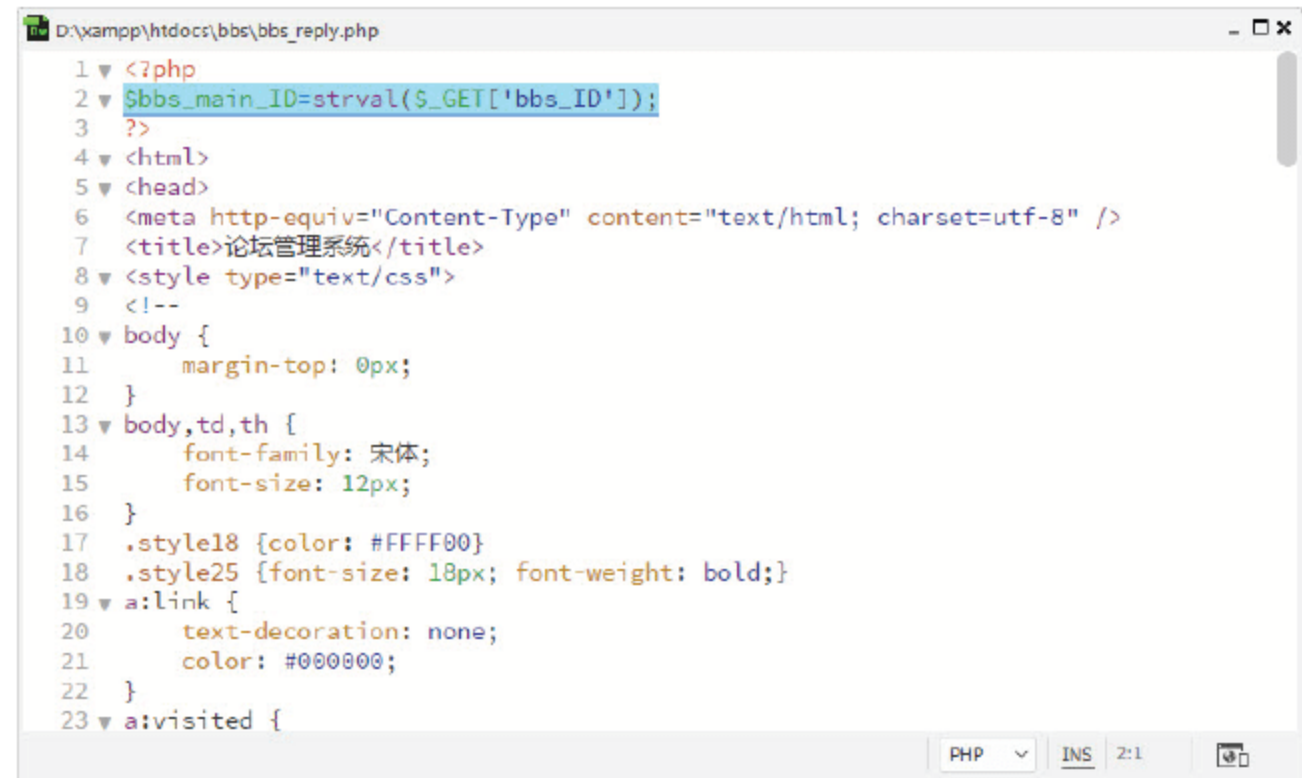 D:\xampp\htdocs\bbs\bbs_reply.php
1 <?php
2 $bbs_main_ID=strval($_GET['bbs_ID']);
3 ?>
4 <html>
5 <head>
6 <meta http-equiv="Content-Type" content="text/html; charset=utf-8" />
7 <title>论坛管理系统</title>
8 <style type="text/css">
9 <!--
10 body {
11 margin-top: 0px;
12 }
13 body,td,th {
14 font-family: 宋体;
15 font-size: 12px;
16 }
17 .style18 {color: #FFFF00}
18 .style25 {font-size: 18px; font-weight: bold;}
19 a:link {
20 text-decoration: none;
21 color: #000000;
22 }
23 a:visited {
PHP INS 2:1